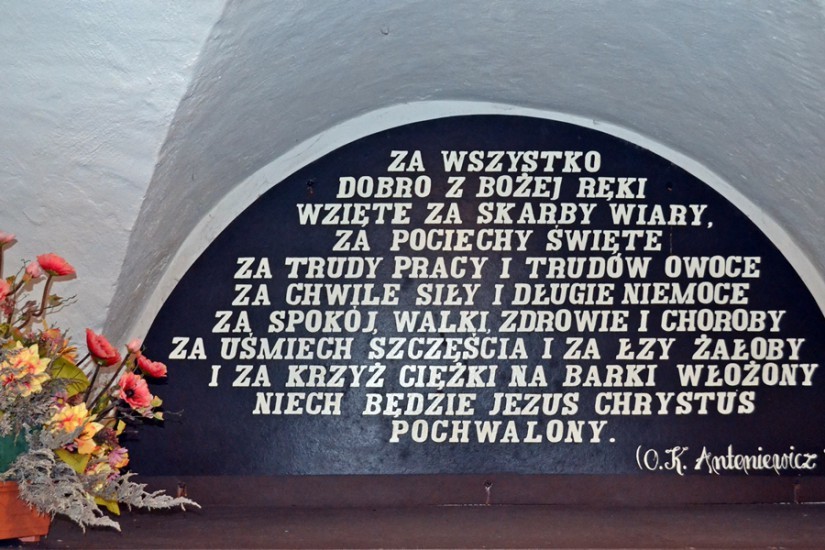 ZA WSZYSTKO
DOBRO Z BOŻEJ RĘKI
WZIĘTE ZA SKARBY WIARY,
ZA POCIECHY ŚWIĘTE
ZA TRUDY PRACY I TRUDÓW OWOCE
ZA CHWILE SIŁY I DŁUGIE NIEMOCE
ZA SPOKÓJ, WALKI, ZDROWIE I CHOROBY
ZA UŚMIECH SZCZĘŚCIA I ZA ŁZY ŻAŁOBY
I ZA KRZYŻ CIĘŻKI NA BARKI WŁOŻONY
NIECH BĘDZIE JEZUS CHRYSTUS
POCHWALONY.
(O.K. Antoniewicz